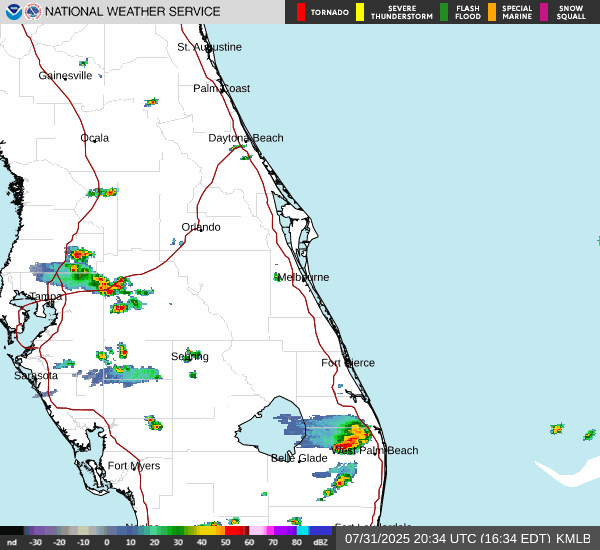 NATIONAL WEATHER SERVICE
TORNADO
SEVERE THUNDERSTORM
FLASH FLOOD
SPECIAL MARINE
SNOW SQUALL
St. Augustine
Gainesville
Palm Coast
Ocala
Daytona Beach
Orlando
Melbourne
Tampa
Sebring
Fort Pierce
Sarasota
West Palm Beach
Belle Glade
Fort Myers
nd -30 -20 -10 0 10 20 30 40 50 60 70 80 dBZ
07/31/2025 20:34 UTC (16:34 EDT) KMLB